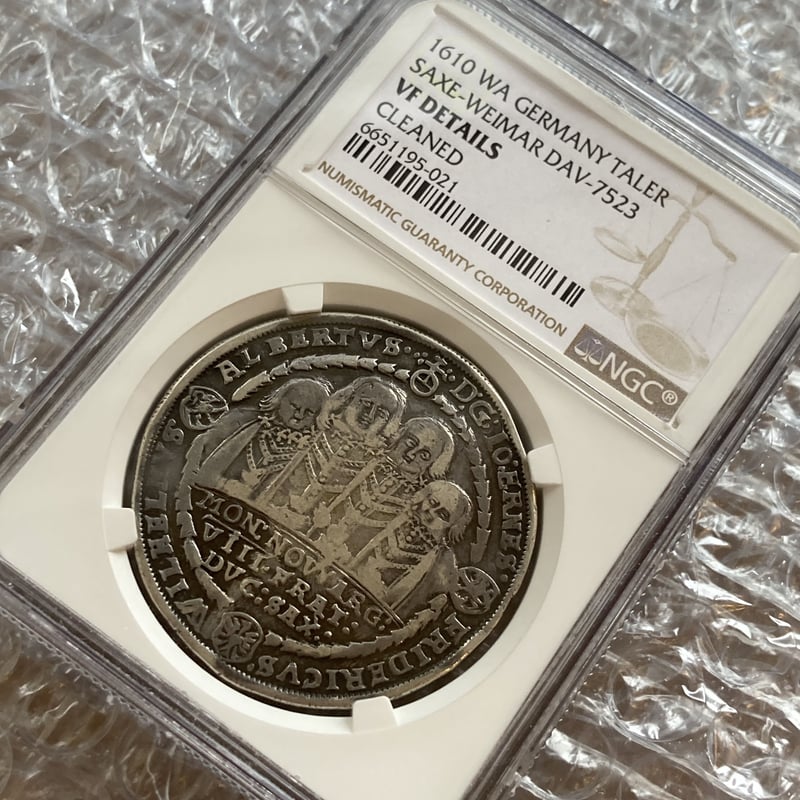 1610 WA GERMANY TALER
SAXE-WEIMAR DAV-7523
VF DETAILS
CLEANED
6651195-021
NUMISMATIC GUARANTY CORPORATION
NGC®
ALBERTVS·
D:G:IO:ERNES·
FRIDERICVS
WILHELMVS
MON:NOV:ARG:
VIII·FRAT·
DVC:SAX·